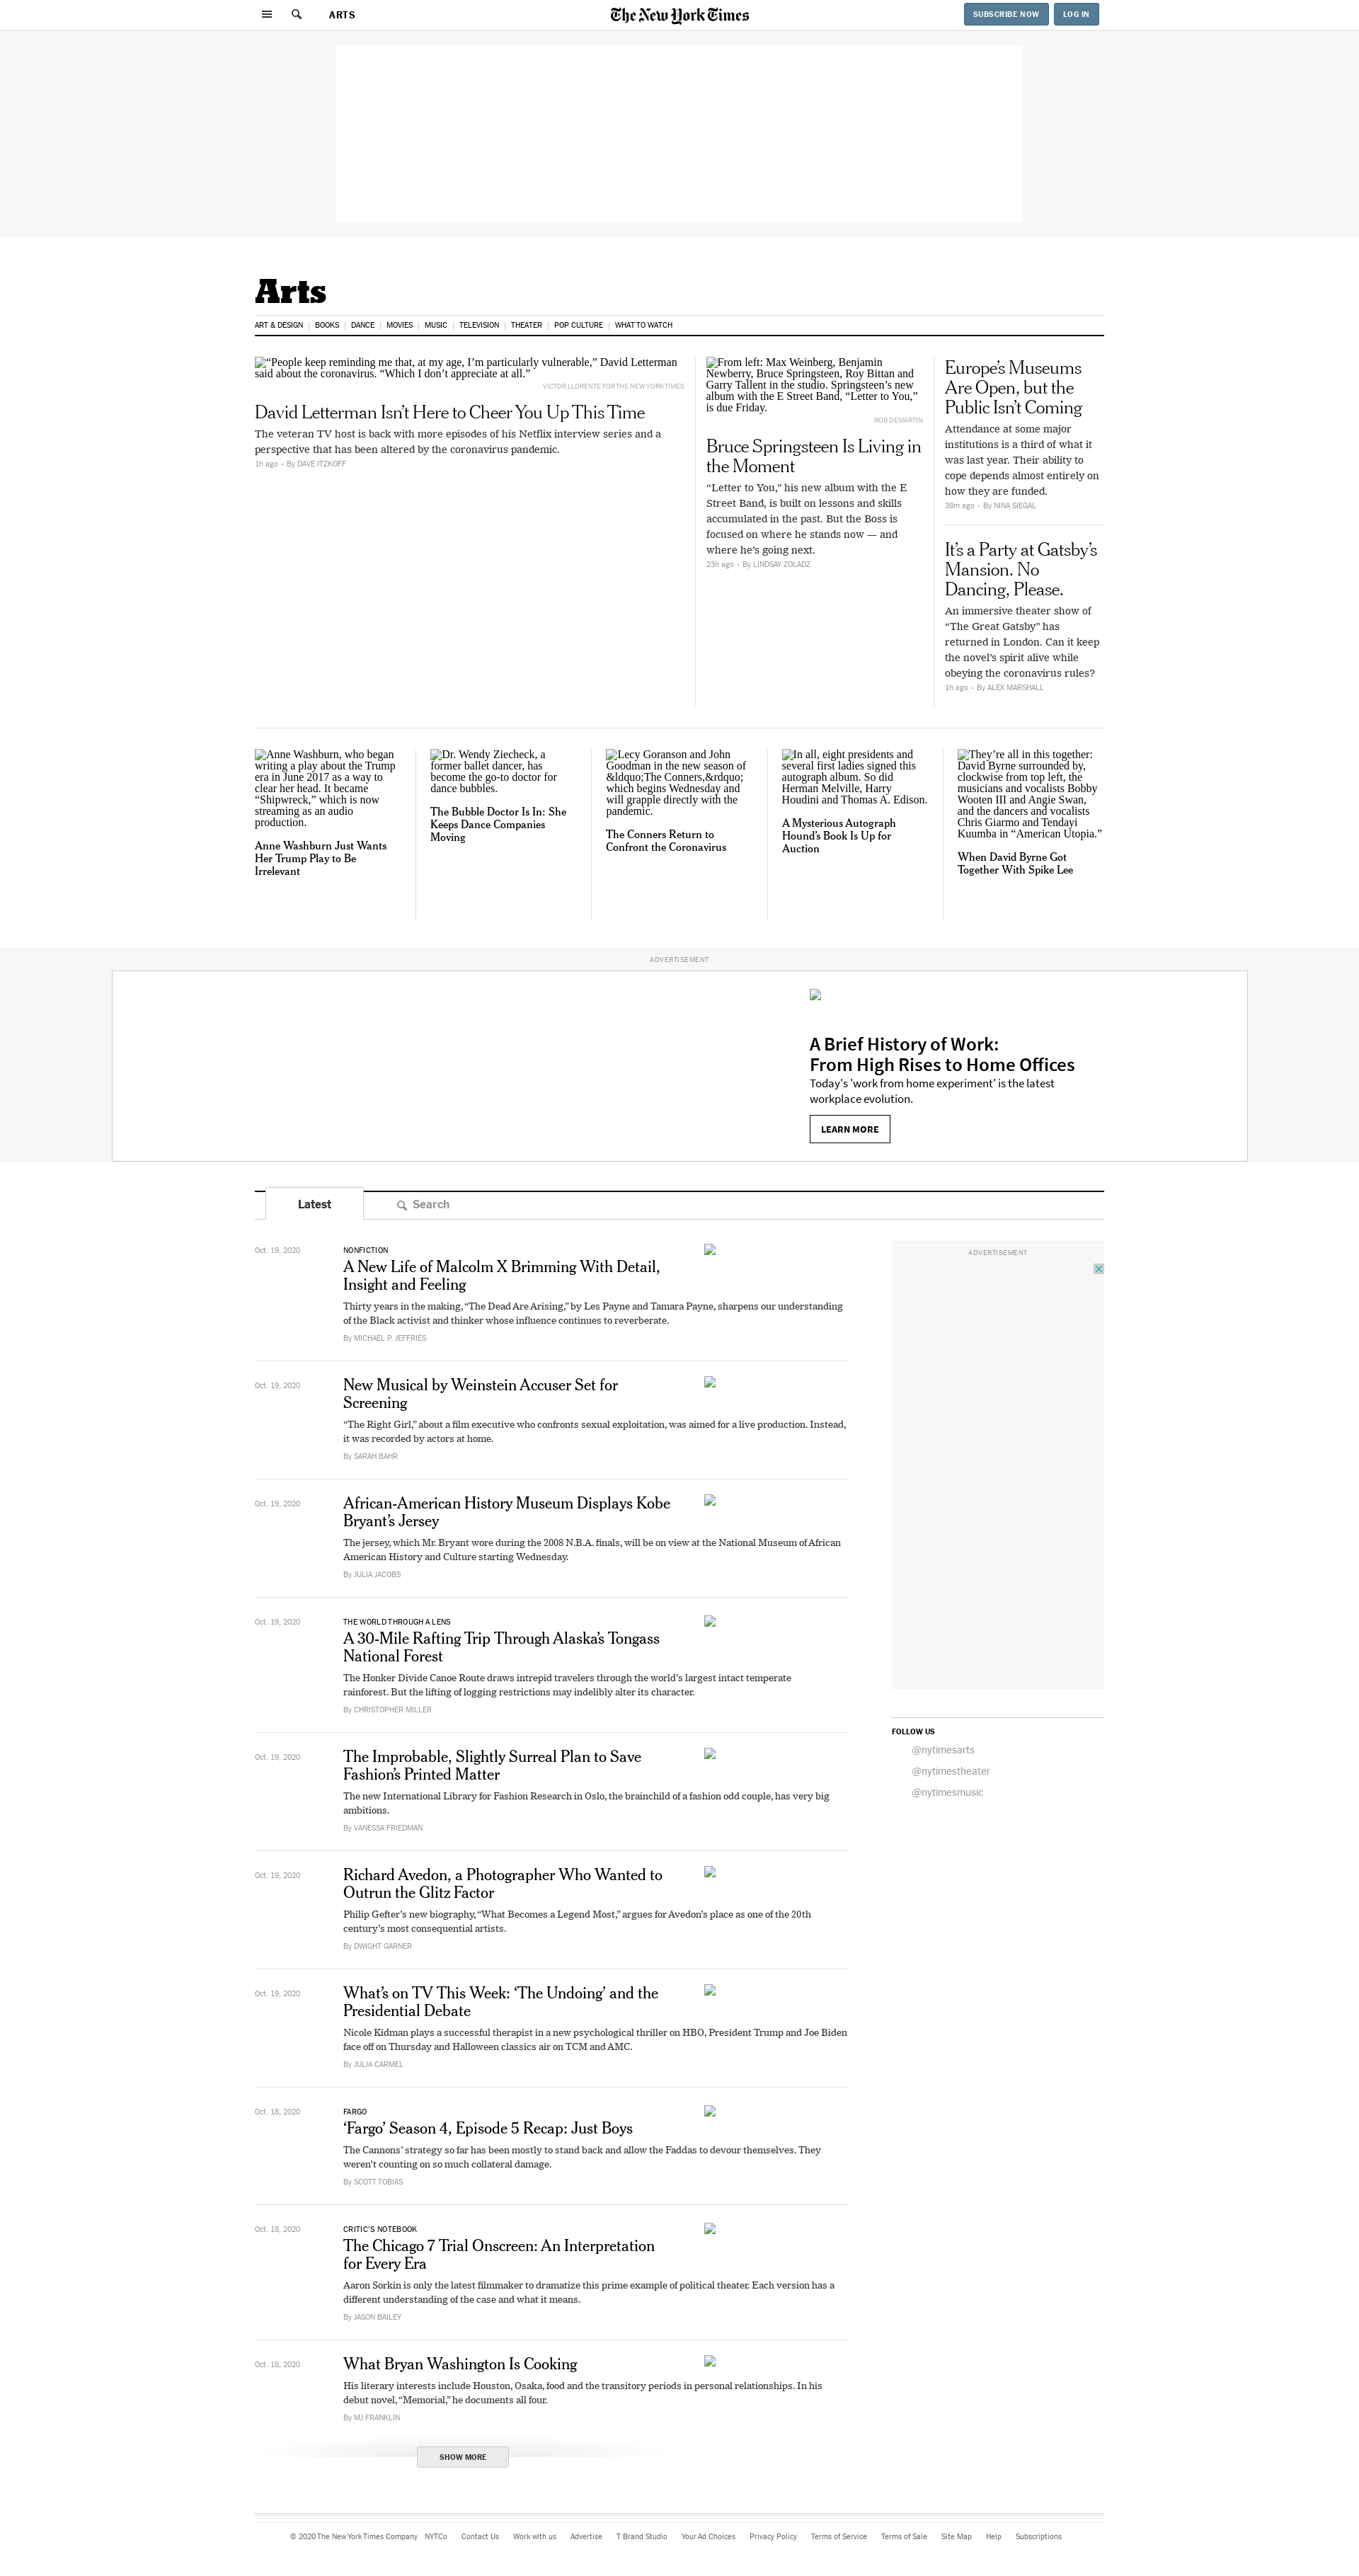 ARTS
The New York Times
SUBSCRIBE NOW
LOG IN
Arts
ART & DESIGN
BOOKS
DANCE
MOVIES
MUSIC
TELEVISION
THEATER
POP CULTURE
WHAT TO WATCH
“People keep reminding me that, at my age, I’m particularly vulnerable,” David Letterman
said about the coronavirus. “Which I don’t appreciate at all.”
VICTOR LLORENTE FOR THE NEW YORK TIMES
David Letterman Isn’t Here to Cheer You Up This Time
The veteran TV host is back with more episodes of his Netflix interview series and a
perspective that has been altered by the coronavirus pandemic.
1h ago • By DAVE ITZKOFF
From left: Max Weinberg, Benjamin
Newberry, Bruce Springsteen, Roy Bittan and
Garry Tallent in the studio. Springsteen’s new
album with the E Street Band, “Letter to You,”
is due Friday.
ROB DEMARTIN
Bruce Springsteen Is Living in
the Moment
“Letter to You,” his new album with the E
Street Band, is built on lessons and skills
accumulated in the past. But the Boss is
focused on where he stands now — and
where he’s going next.
23h ago • By LINDSAY ZOLADZ
Europe’s Museums
Are Open, but the
Public Isn’t Coming
Attendance at some major
institutions is a third of what it
was last year. Their ability to
cope depends almost entirely on
how they are funded.
38m ago • By NINA SIEGAL
It’s a Party at Gatsby’s
Mansion. No
Dancing, Please.
An immersive theater show of
“The Great Gatsby” has
returned in London. Can it keep
the novel’s spirit alive while
obeying the coronavirus rules?
1h ago • By ALEX MARSHALL
Anne Washburn, who began
writing a play about the Trump
era in June 2017 as a way to
clear her head. It became
“Shipwreck,” which is now
streaming as an audio
production.
Anne Washburn Just Wants
Her Trump Play to Be
Irrelevant
Dr. Wendy Ziecheck, a
former ballet dancer, has
become the go-to doctor for
dance bubbles.
The Bubble Doctor Is In: She
Keeps Dance Companies
Moving
Lecy Goranson and John
Goodman in the new season of
&ldquo;The Conners,&rdquo;
which begins Wednesday and
will grapple directly with the
pandemic.
The Conners Return to
Confront the Coronavirus
In all, eight presidents and
several first ladies signed this
autograph album. So did
Herman Melville, Harry
Houdini and Thomas A. Edison.
A Mysterious Autograph
Hound’s Book Is Up for
Auction
They’re all in this together:
David Byrne surrounded by,
clockwise from top left, the
musicians and vocalists Bobby
Wooten III and Angie Swan,
and the dancers and vocalists
Chris Giarmo and Tendayi
Kuumba in “American Utopia.”
When David Byrne Got
Together With Spike Lee
ADVERTISEMENT
A Brief History of Work:
From High Rises to Home Offices
Today's 'work from home experiment' is the latest
workplace evolution.
LEARN MORE
Latest
Search
Oct. 19, 2020
NONFICTION
A New Life of Malcolm X Brimming With Detail,
Insight and Feeling
Thirty years in the making, “The Dead Are Arising,” by Les Payne and Tamara Payne, sharpens our understanding
of the Black activist and thinker whose influence continues to reverberate.
By MICHAEL P. JEFFRIES
Oct. 19, 2020
New Musical by Weinstein Accuser Set for
Screening
“The Right Girl,” about a film executive who confronts sexual exploitation, was aimed for a live production. Instead,
it was recorded by actors at home.
By SARAH BAHR
Oct. 19, 2020
African-American History Museum Displays Kobe
Bryant’s Jersey
The jersey, which Mr. Bryant wore during the 2008 N.B.A. finals, will be on view at the National Museum of African
American History and Culture starting Wednesday.
By JULIA JACOBS
Oct. 19, 2020
THE WORLD THROUGH A LENS
A 30-Mile Rafting Trip Through Alaska’s Tongass
National Forest
The Honker Divide Canoe Route draws intrepid travelers through the world’s largest intact temperate
rainforest. But the lifting of logging restrictions may indelibly alter its character.
By CHRISTOPHER MILLER
Oct. 19, 2020
The Improbable, Slightly Surreal Plan to Save
Fashion’s Printed Matter
The new International Library for Fashion Research in Oslo, the brainchild of a fashion odd couple, has very big
ambitions.
By VANESSA FRIEDMAN
Oct. 19, 2020
Richard Avedon, a Photographer Who Wanted to
Outrun the Glitz Factor
Philip Gefter’s new biography, “What Becomes a Legend Most,” argues for Avedon’s place as one of the 20th
century’s most consequential artists.
By DWIGHT GARNER
Oct. 19, 2020
What’s on TV This Week: ‘The Undoing’ and the
Presidential Debate
Nicole Kidman plays a successful therapist in a new psychological thriller on HBO, President Trump and Joe Biden
face off on Thursday and Halloween classics air on TCM and AMC.
By JULIA CARMEL
Oct. 18, 2020
FARGO
‘Fargo’ Season 4, Episode 5 Recap: Just Boys
The Cannons’ strategy so far has been mostly to stand back and allow the Faddas to devour themselves. They
weren’t counting on so much collateral damage.
By SCOTT TOBIAS
Oct. 18, 2020
CRITIC’S NOTEBOOK
The Chicago 7 Trial Onscreen: An Interpretation
for Every Era
Aaron Sorkin is only the latest filmmaker to dramatize this prime example of political theater. Each version has a
different understanding of the case and what it means.
By JASON BAILEY
Oct. 18, 2020
What Bryan Washington Is Cooking
His literary interests include Houston, Osaka, food and the transitory periods in personal relationships. In his
debut novel, “Memorial,” he documents all four.
By MJ FRANKLIN
SHOW MORE
ADVERTISEMENT
FOLLOW US
@nytimesarts
@nytimestheater
@nytimesmusic
© 2020 The New York Times Company
NYTCo
Contact Us
Work with us
Advertise
T Brand Studio
Your Ad Choices
Privacy Policy
Terms of Service
Terms of Sale
Site Map
Help
Subscriptions